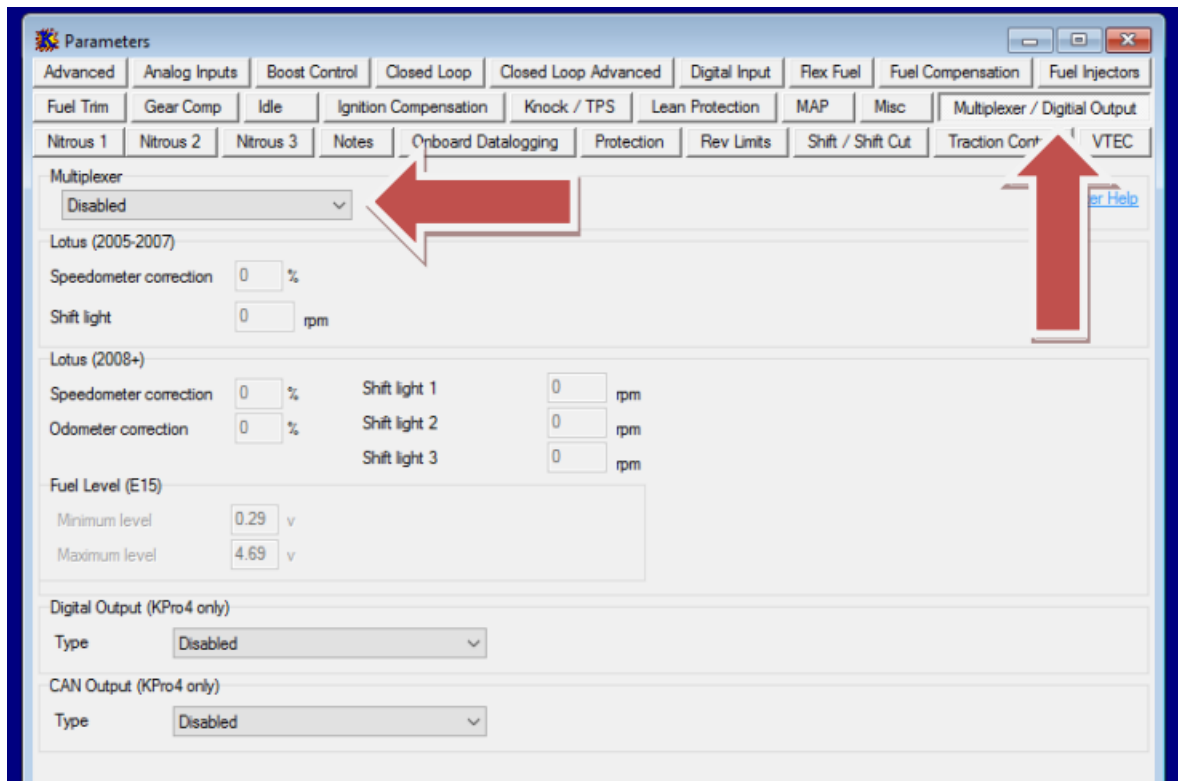 Parameters
Advanced Analog Inputs Boost Control Closed Loop Closed Loop Advanced Digital Input Flex Fuel Fuel Compensation Fuel Injectors
Fuel Trim Gear Comp Idle Ignition Compensation Knock / TPS Lean Protection MAP Misc Multiplexer / Digitial Output
Nitrous 1 Nitrous 2 Nitrous 3 Notes Onboard Datalogging Protection Rev Limits Shift / Shift Cut Traction VTEC
Multiplexer
Disabled
Help
Lotus (2005-2007)
Speedometer correction 0 %
Shift light 0 rpm
Lotus (2008+)
Speedometer correction 0 % Shift light 1 0 rpm
Odometer correction 0 % Shift light 2 0 rpm
Shift light 3 0 rpm
Fuel Level (E15)
Minimum level 0.29 v
Maximum level 4.69 v
Digital Output (KPro4 only)
Type Disabled
CAN Output (KPro4 only)
Type Disabled